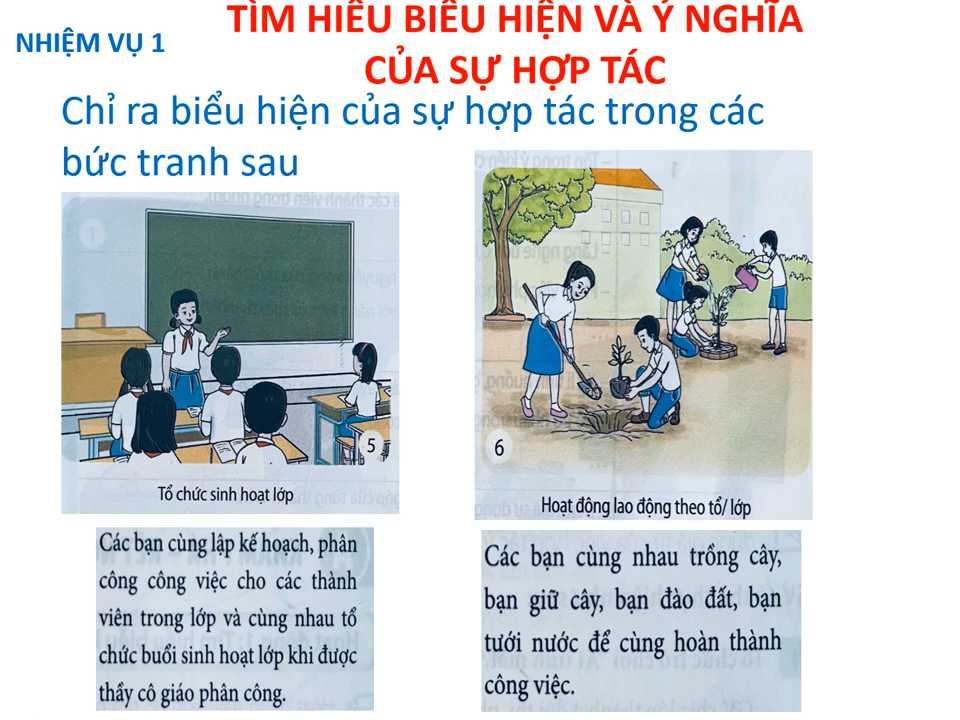 NHIỆM VỤ 1
TÌM HIỂU BIỂU HIỆN VÀ Ý NGHĨA
CỦA SỰ HỢP TÁC
Chỉ ra biểu hiện của sự hợp tác trong các
bức tranh sau
1
5
Tổ chức sinh hoạt lớp
6
Hoạt động lao động theo tổ/ lớp
Các bạn cùng lập kế hoạch, phân
công công việc cho các thành
viên trong lớp và cùng nhau tổ
chức buổi sinh hoạt lớp khi được
thầy cô giáo phân công.
Các bạn cùng nhau trồng cây,
bạn giữ cây, bạn đào đất, bạn
tưới nước để cùng hoàn thành
công việc.